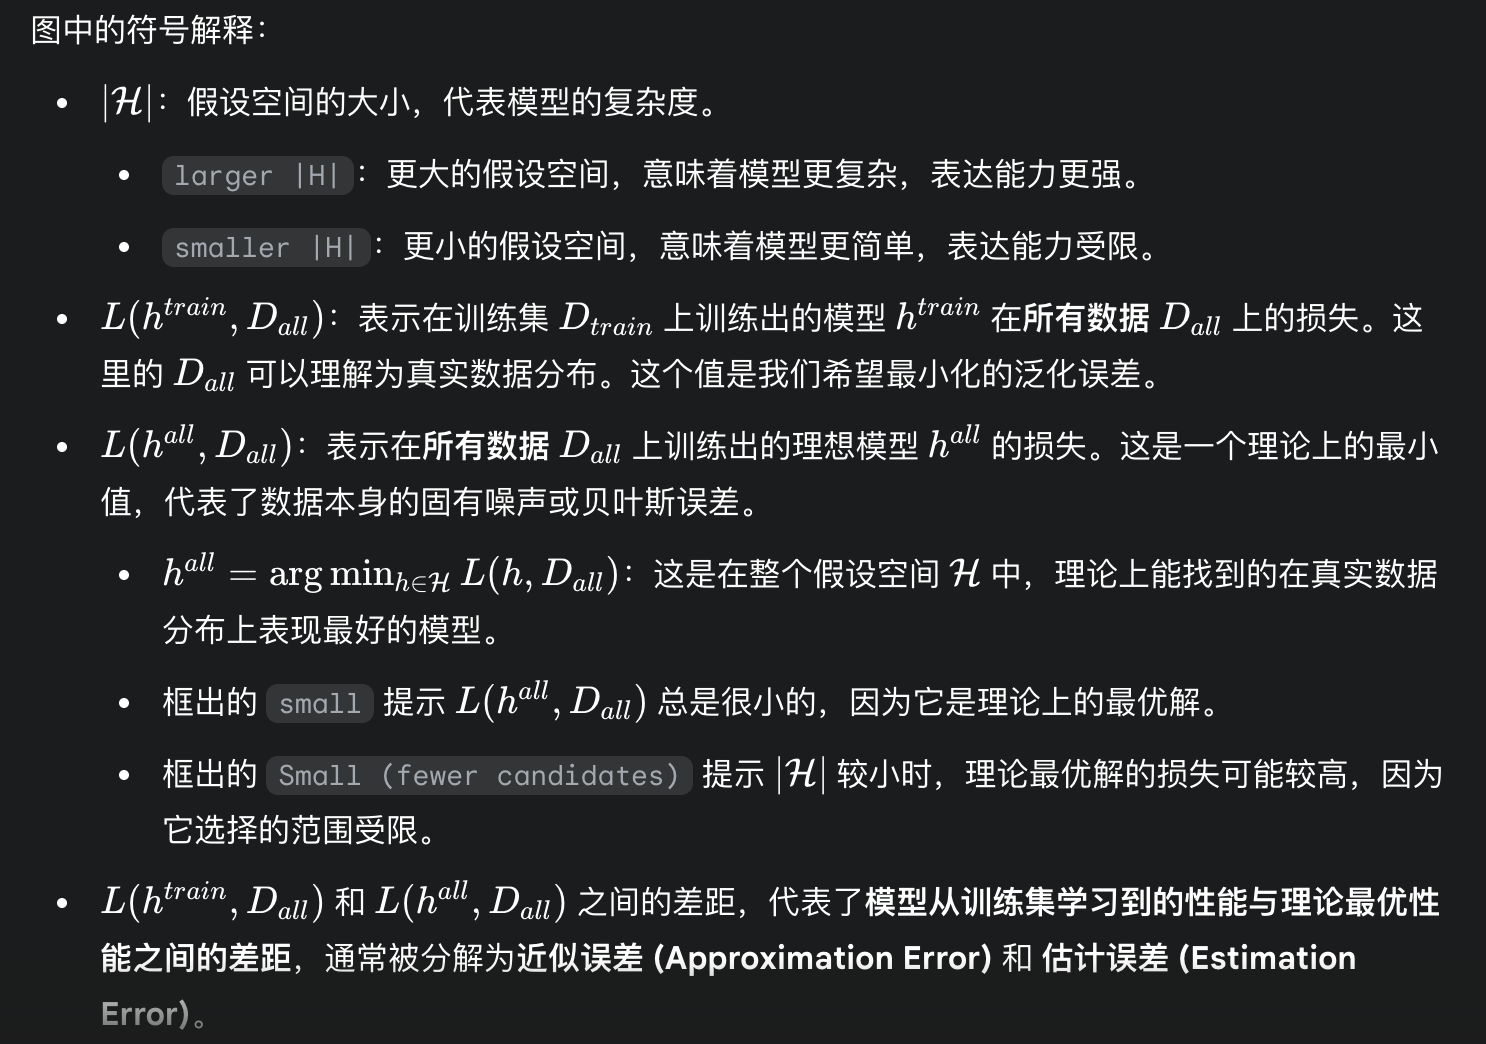 图中的符号解释：
• |ℋ|：假设空间的大小，代表模型的复杂度。
• larger |H|：更大的假设空间，意味着模型更复杂，表达能力更强。
• smaller |H|：更小的假设空间，意味着模型更简单，表达能力受限。
• L(h^{train}, D_{all})：表示在训练集 D_{train} 上训练出的模型 h^{train} 在所有数据 D_{all} 上的损失。这
里的 D_{all} 可以理解为真实数据分布。这个值是我们希望最小化的泛化误差。
• L(h^{all}, D_{all})：表示在所有数据 D_{all} 上训练出的理想模型 h^{all} 的损失。这是一个理论上的最小
值，代表了数据本身的固有噪声或贝叶斯误差。
• h^{all} = arg min_{h∈ℋ} L(h, D_{all})：这是在整个假设空间 ℋ 中，理论上能找到的在真实数据
分布上表现最好的模型。
• 框出的 small 提示 L(h^{all}, D_{all}) 总是很小的，因为它是理论上的最优解。
• 框出的 Small (fewer candidates) 提示 |ℋ| 较小时，理论最优解的损失可能较高，因为
它选择的范围受限。
• L(h^{train}, D_{all}) 和 L(h^{all}, D_{all}) 之间的差距，代表了模型从训练集学习到的性能与理论最优性
能之间的差距，通常被分解为近似误差 (Approximation Error) 和 估计误差 (Estimation
Error)。